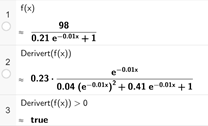 1
f(x)
≈ 98 / (0.21 e^(-0.01x) + 1)
2
Derivert(f(x))
≈ 0.23 · e^(-0.01x) / (0.04 (e^(-0.01x))^2 + 0.41 e^(-0.01x) + 1)
3
Derivert(f(x)) > 0
≈ true